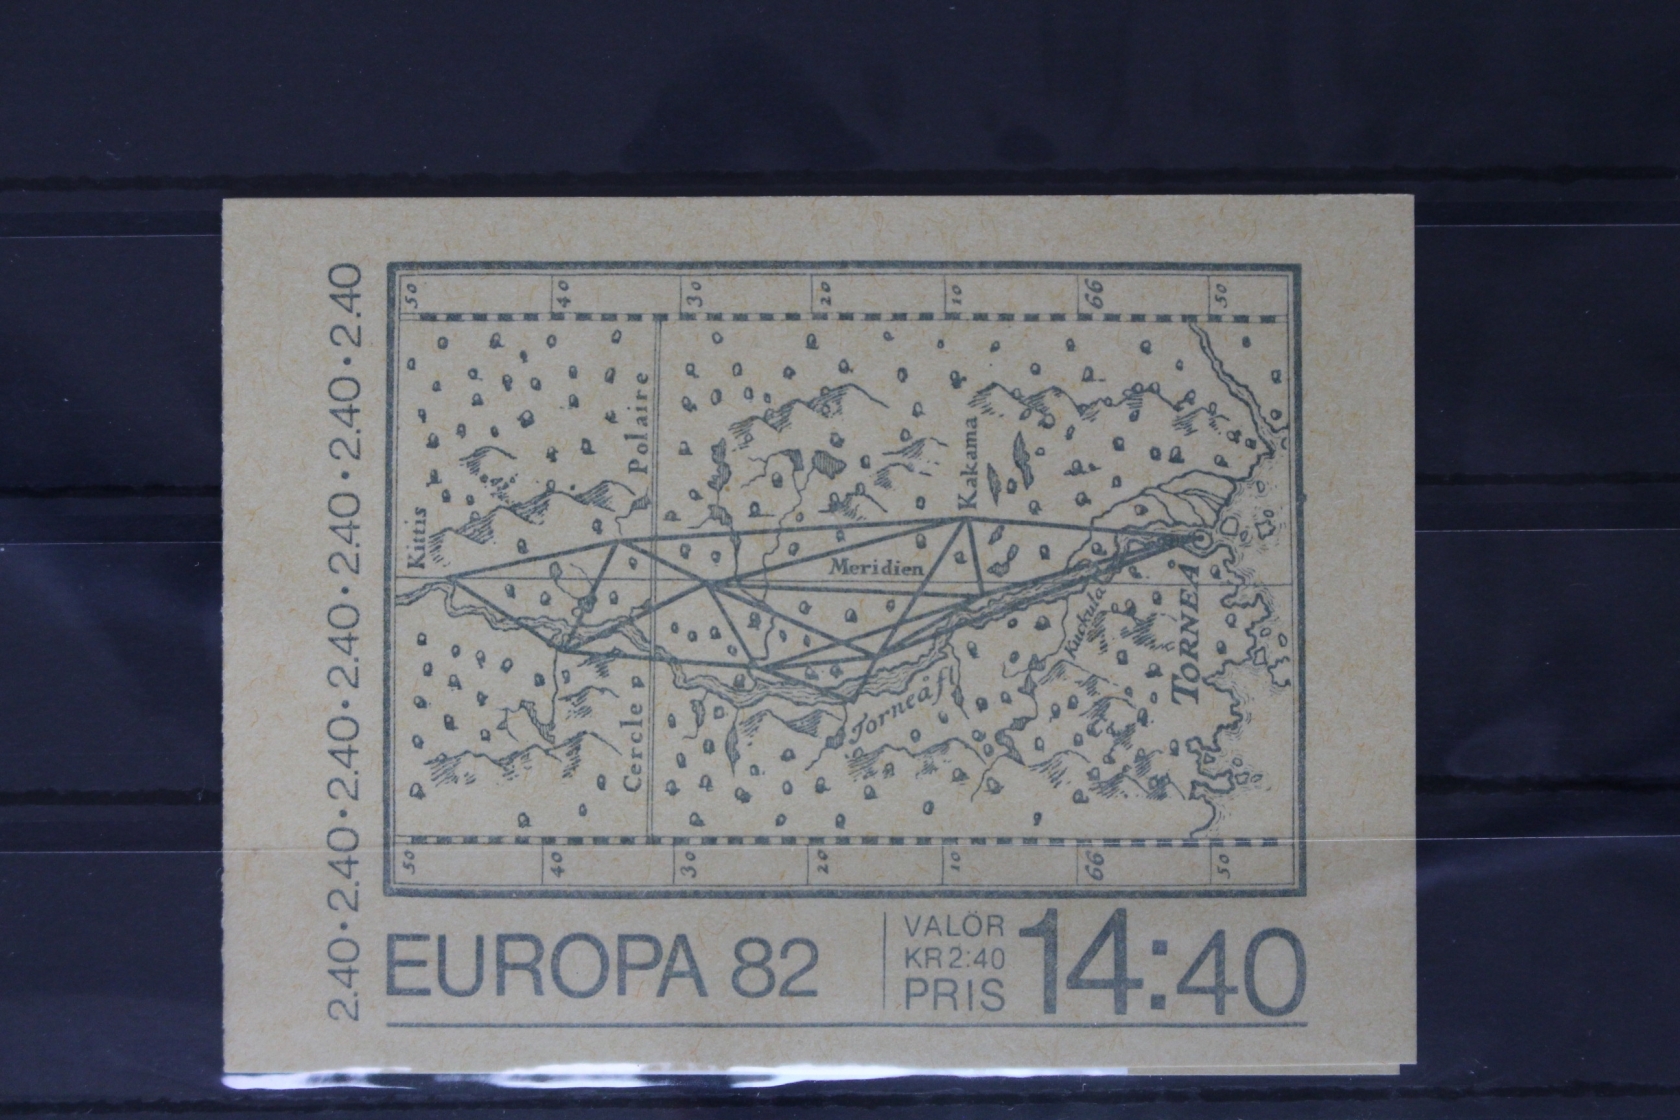 2.40·2.40·2.40·2.40·2.40·2.40·2.40
50 40 30 20 10 66 50
Kittis
Cercle Polaire
Kakama
Meridien
Kuckula
Torneåf
TORNEÅ
50 40 30 20 10 66 50
EUROPA 82
VALÖR
KR 2:40
PRIS
14:40